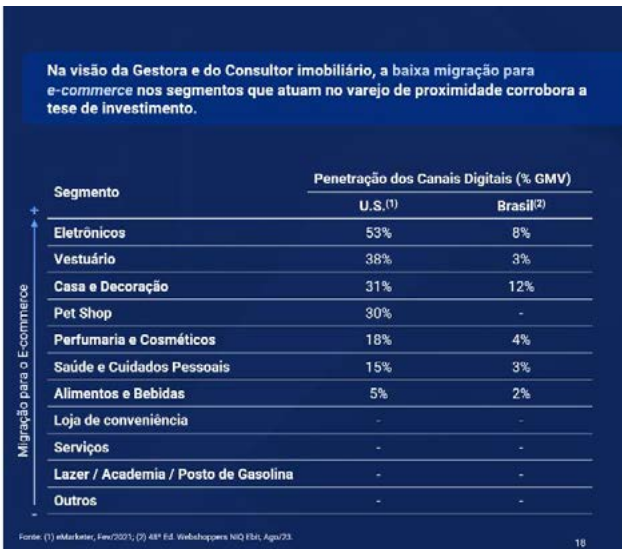 Na visão da Gestora e do Consultor imobiliário, a baixa migração para
e-commerce nos segmentos que atuam no varejo de proximidade corrobora a
tese de investimento.
Segmento
Penetração dos Canais Digitais (% GMV)
U.S.(1) Brasil(2)
+
Migração para o E-commerce
-
Eletrônicos 53% 8%
Vestuário 38% 3%
Casa e Decoração 31% 12%
Pet Shop 30% -
Perfumaria e Cosméticos 18% 4%
Saúde e Cuidados Pessoais 15% 3%
Alimentos e Bebidas 5% 2%
Loja de conveniência - -
Serviços - -
Lazer / Academia / Posto de Gasolina - -
Outros - -
Fonte: (1) eMarketer, Fev/2021; (2) 48ª Ed. Webshoppers NIQ Ebit, Ago/23.
18